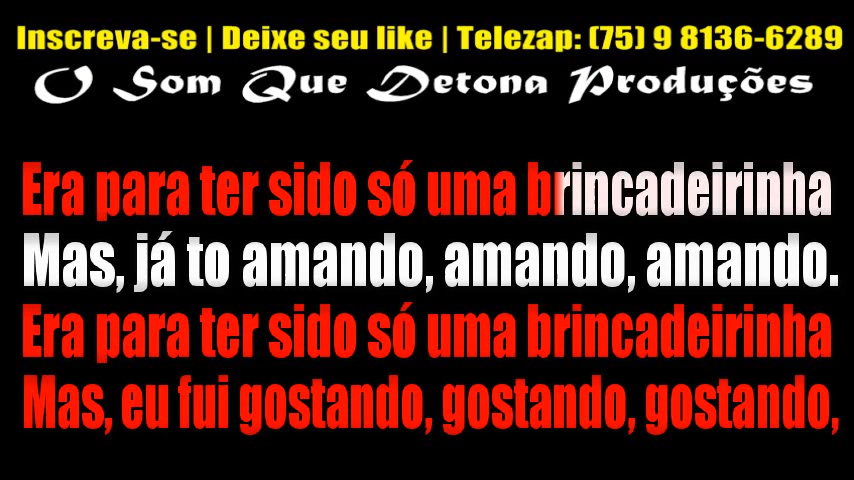 Inscreva-se | Deixe seu like | Telezap: (75) 9 8136-6289
O Som Que Detona Produções
Era para ter sido só uma brincadeirinha
Mas, já to amando, amando, amando.
Era para ter sido só uma brincadeirinha
Mas, eu fui gostando, gostando, gostando,